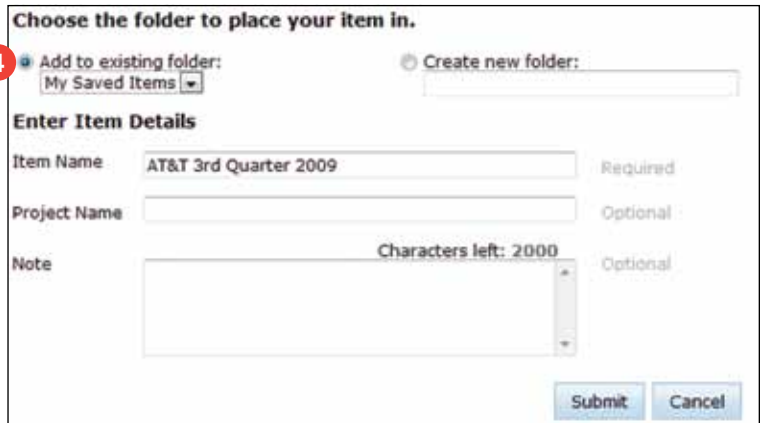 Choose the folder to place your item in.
4
Add to existing folder:
Create new folder:
My Saved Items
Enter Item Details
Item Name
AT&T 3rd Quarter 2009
Required
Project Name
Optional
Characters left: 2000
Note
Optional
Submit
Cancel